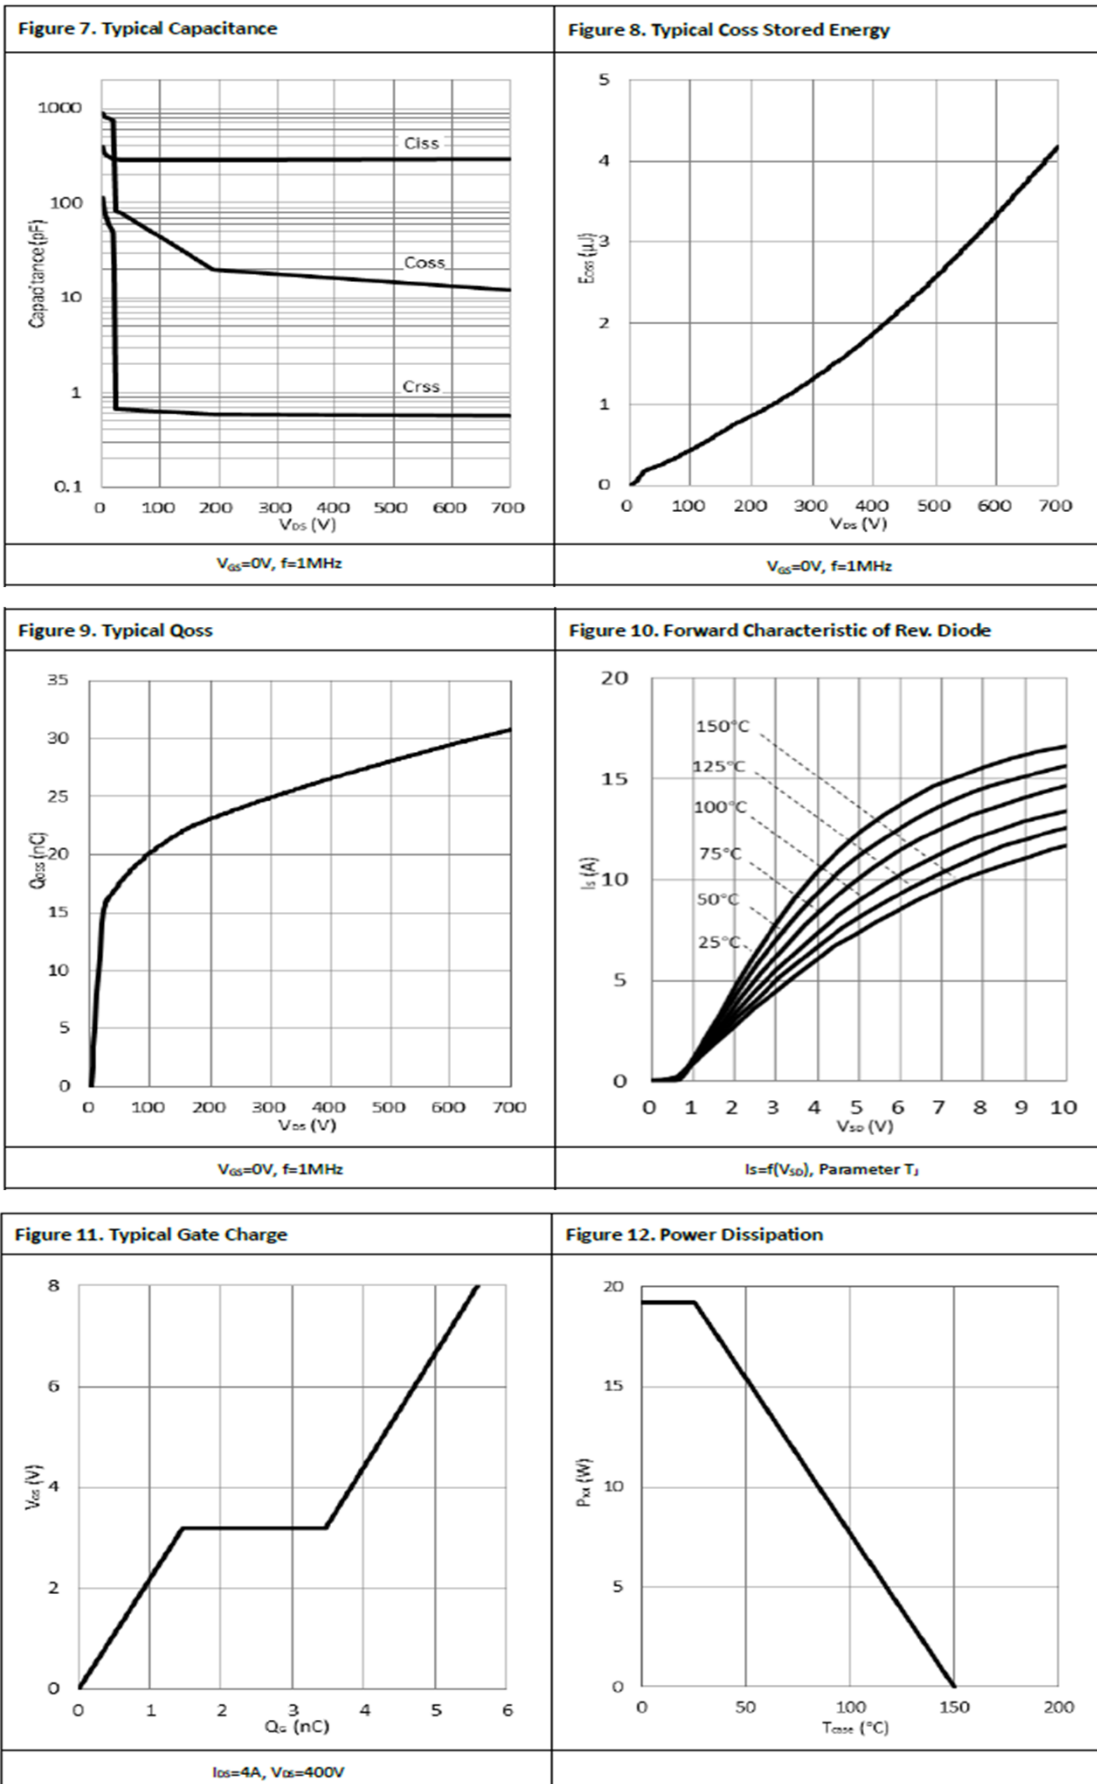 Figure 7. Typical Capacitance
Figure 8. Typical Coss Stored Energy
1000
100
10
1
0.1
Capacitance (pF)
Ciss
Coss
Crss
0 100 200 300 400 500 600 700
VDS (V)
5
4
3
2
1
0
Eoss (µJ)
0 100 200 300 400 500 600 700
VDS (V)
VGS=0V, f=1MHz
VGS=0V, f=1MHz
Figure 9. Typical Qoss
Figure 10. Forward Characteristic of Rev. Diode
35
30
25
20
15
10
5
0
Qoss (nC)
0 100 200 300 400 500 600 700
VDS (V)
20
15
10
5
0
IS (A)
150°C
125°C
100°C
75°C
50°C
25°C
0 1 2 3 4 5 6 7 8 9 10
VSD (V)
VGS=0V, f=1MHz
IS=f(VSD), Parameter TJ
Figure 11. Typical Gate Charge
Figure 12. Power Dissipation
8
6
4
2
0
VGS (V)
0 1 2 3 4 5 6
QG (nC)
20
15
10
5
0
(W)
0 50 100 150 200
Tcase (°C)
IDS=4A, VDS=400V